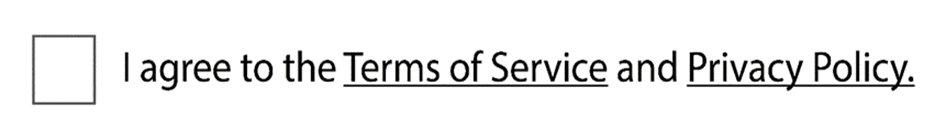 I agree to the Terms of Service and Privacy Policy.